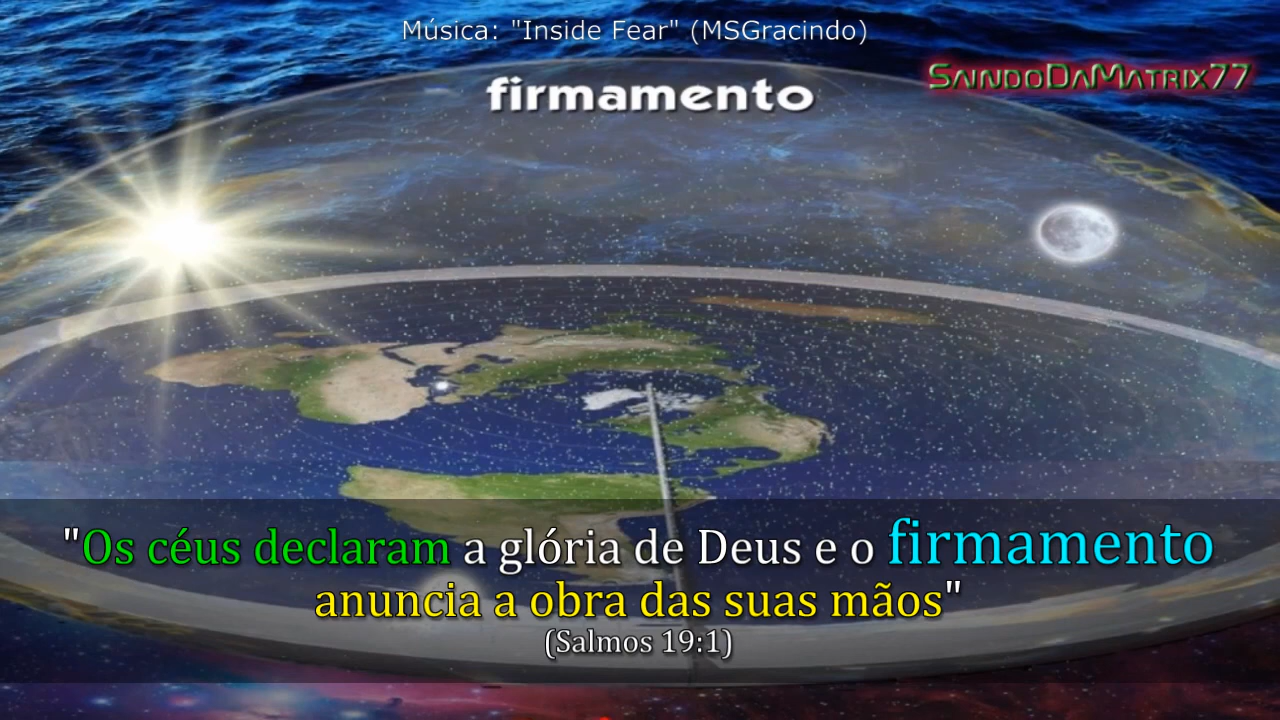 Música: "Inside Fear" (MSGracindo)
SaindoDaMatrix77
firmamento
"Os céus declaram a glória de Deus e o firmamento
anuncia a obra das suas mãos"
(Salmos 19:1)